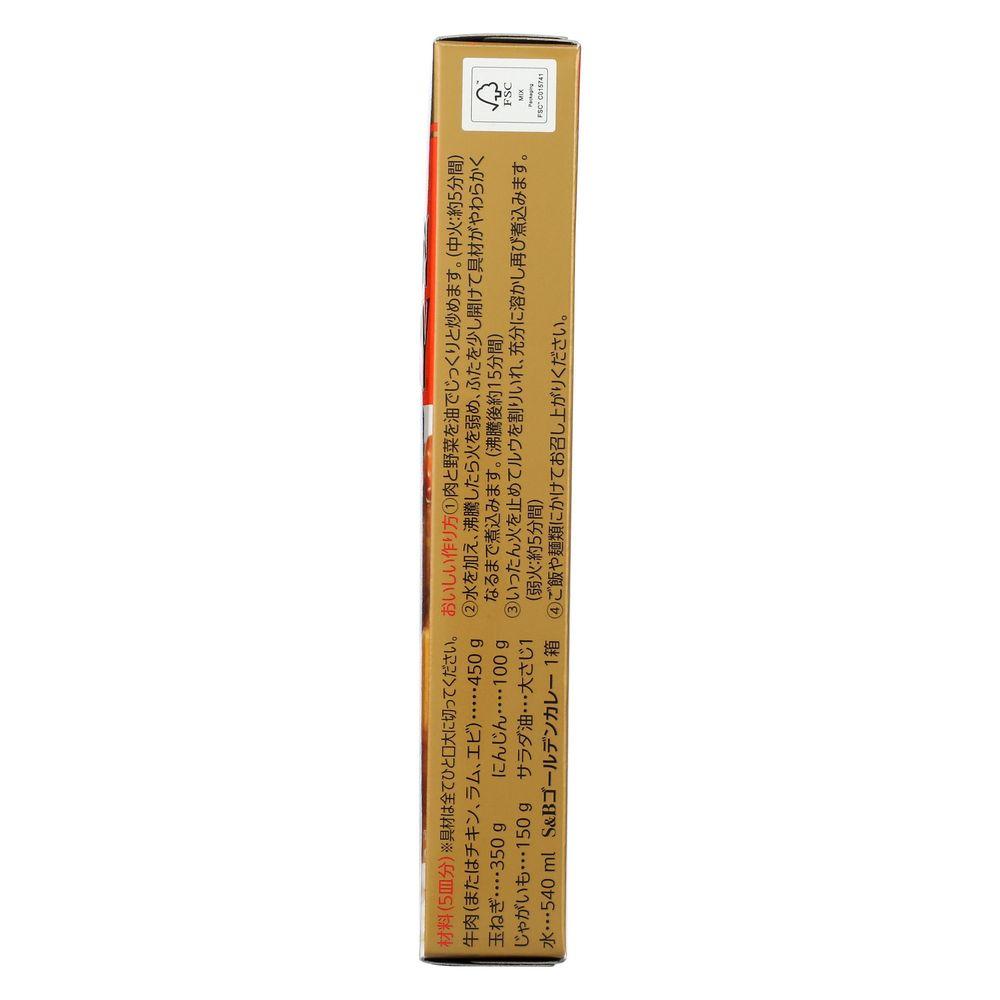 材料(5皿分)※具材は全てひと口大に切ってください。
牛肉(またはチキン、ラム、エビ)・・・・・450 g
玉ねぎ・・・・350 g にんじん・・・・100 g
じゃがいも・・・150 g サラダ油・・・大さじ1
水・・・540 ml S&Bゴールデンカレー 1箱
おいしい作り方①肉と野菜を油でじっくりと炒めます。(中火:約5分間)
②水を加え、沸騰したら火を弱め、ふたを少し開けて具材がやわらかく
なるまで煮込みます。(沸騰後約15分間)
③いったん火を止めてルウを割りいれ、充分に溶かし再び煮込みます。
(弱火:約5分間)
④ご飯や麺類にかけてお召し上がりください。
FSC
MIX
Packaging
FSC™ C015741